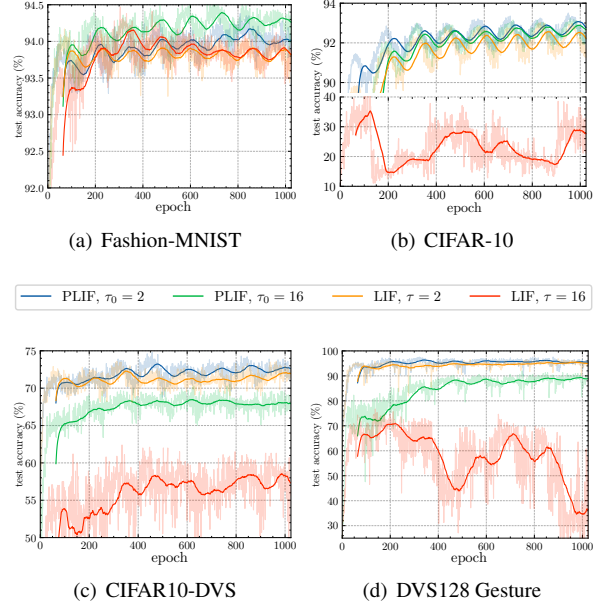 94.5
94.0
93.5
93.0
92.5
92.0
test accuracy (%)
0 200 400 600 800 1000
epoch
(a) Fashion-MNIST
94
92
90
40
30
20
10
test accuracy (%)
0 200 400 600 800 1000
epoch
(b) CIFAR-10
PLIF, τ₀ = 2 PLIF, τ₀ = 16 LIF, τ = 2 LIF, τ = 16
75
70
65
60
55
50
test accuracy (%)
0 200 400 600 800 1000
epoch
(c) CIFAR10-DVS
100
90
80
70
60
50
40
30
test accuracy (%)
0 200 400 600 800 1000
epoch
(d) DVS128 Gesture